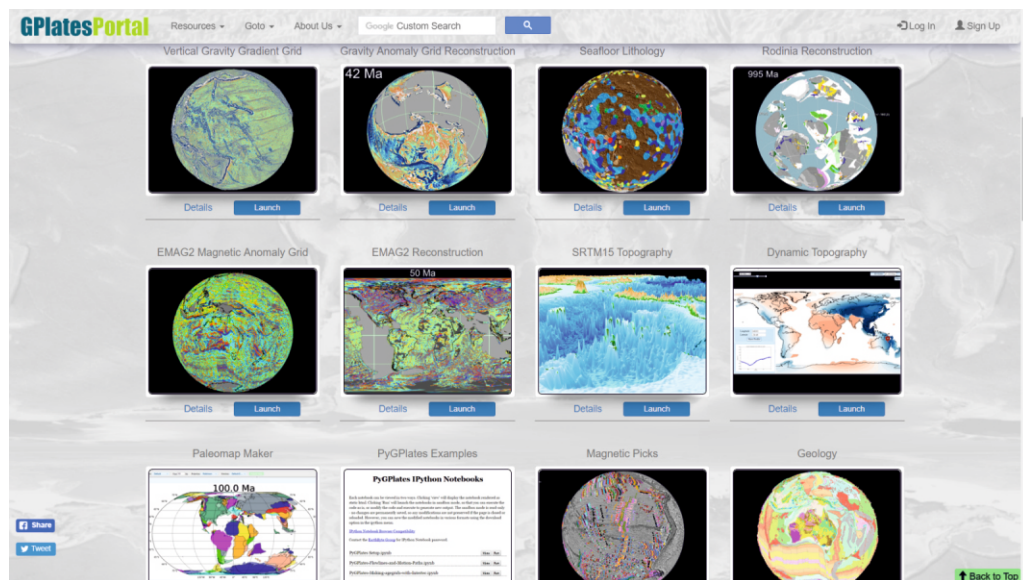 GPlatesPortal
Resources
Goto
About Us
Google Custom Search
Log In
Sign Up
Vertical Gravity Gradient Grid
Gravity Anomaly Grid Reconstruction
Seafloor Lithology
Rodinia Reconstruction
42 Ma
995 Ma
Details
Launch
Details
Launch
Details
Launch
Details
Launch
EMAG2 Magnetic Anomaly Grid
EMAG2 Reconstruction
SRTM15 Topography
Dynamic Topography
50 Ma
Details
Launch
Details
Launch
Details
Launch
Details
Launch
Paleomap Maker
PyGPlates Examples
Magnetic Picks
Geology
100.0 Ma
PyGPlates IPython Notebooks
Share
Tweet
Back to Top